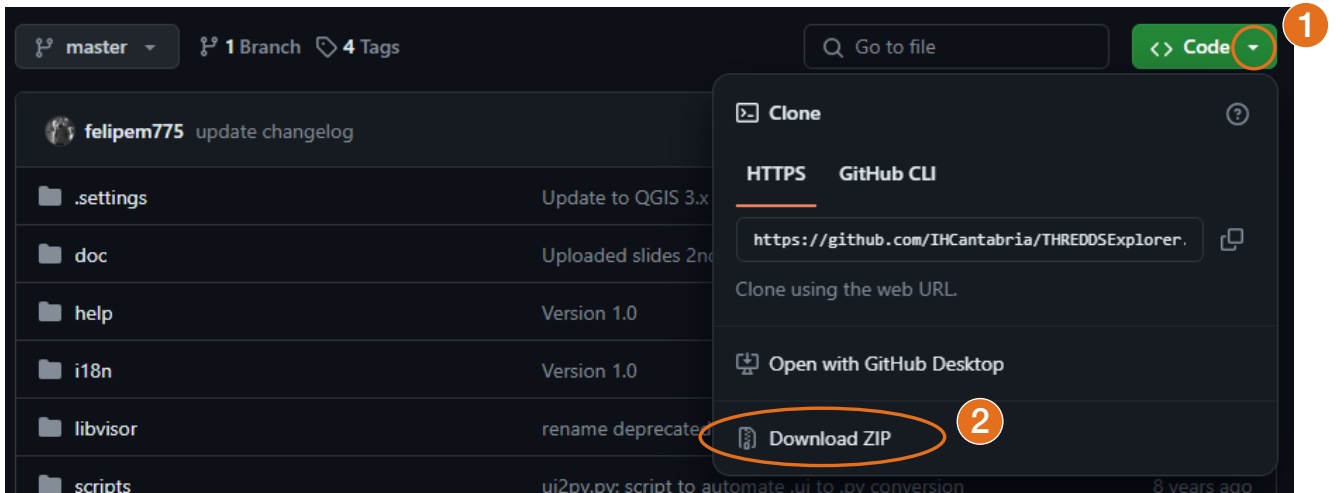 1
master 1 Branch 4 Tags Go to file Code
Clone
felipem775 update changelog
HTTPS GitHub CLI
.settings Update to QGIS 3.x
https://github.com/IHCantabria/THREDDSExplorer.
doc Uploaded slides 2nd
Clone using the web URL.
help Version 1.0
i18n Version 1.0
Open with GitHub Desktop
libvisor rename deprecated
Download ZIP 2
scripts ui2py.py: script to automate .ui to .py conversion 8 years ago